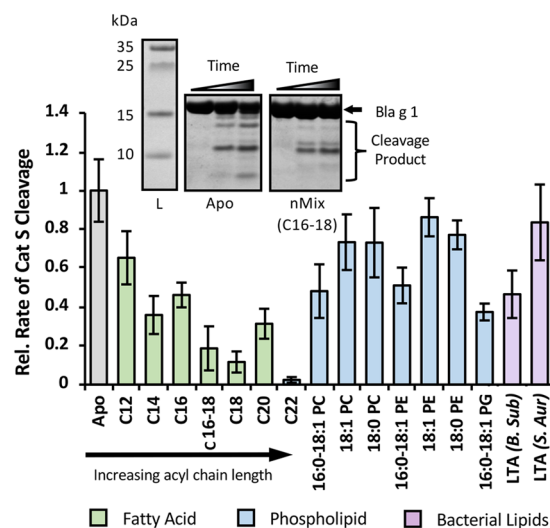 kDa
35
25
15
10
L
Time
Apo
Time
nMix
(C16-18)
Bla g 1
Cleavage
Product
Rel. Rate of Cat S Cleavage
1.4
1.2
1
0.8
0.6
0.4
0.2
0
Apo
C12
C14
C16
C16-18
C18
C20
C22
16:0-18:1 PC
18:1 PC
18:0 PC
16:0-18:1 PE
18:1 PE
18:0 PE
16:0-18:1 PG
LTA (B. Sub)
LTA (S. Aur)
Increasing acyl chain length
Fatty Acid
Phospholipid
Bacterial Lipids